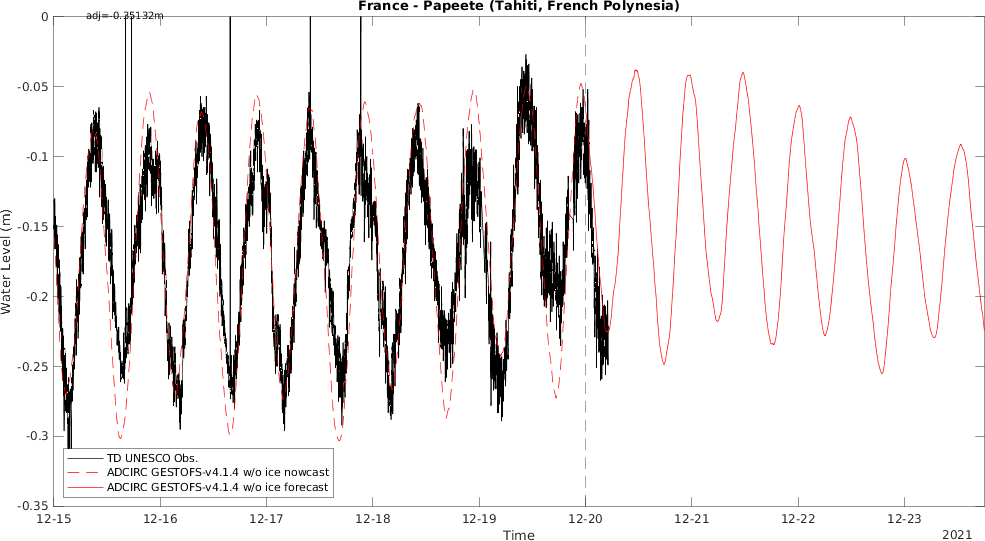 France - Papeete (Tahiti, French Polynesia)
adj=-0.35132m
0
-0.05
-0.1
-0.15
-0.2
-0.25
-0.3
-0.35
Water Level (m)
TD UNESCO Obs.
ADCIRC GESTOFS-v4.1.4 w/o ice nowcast
ADCIRC GESTOFS-v4.1.4 w/o ice forecast
12-15 12-16 12-17 12-18 12-19 12-20 12-21 12-22 12-23
Time
2021